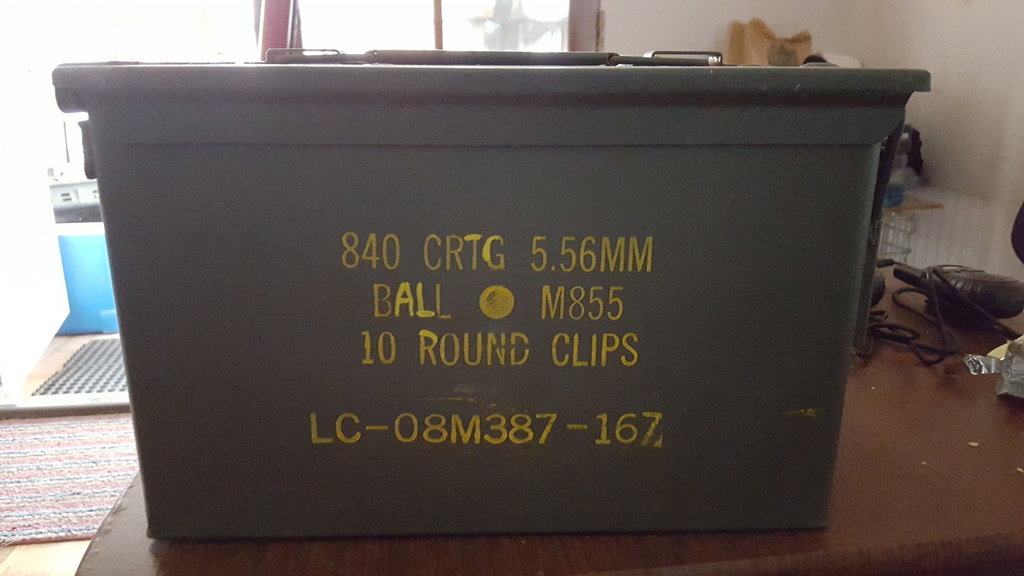 840 CRTG 5.56MM
BALL M855
10 ROUND CLIPS
LC-08M387-167